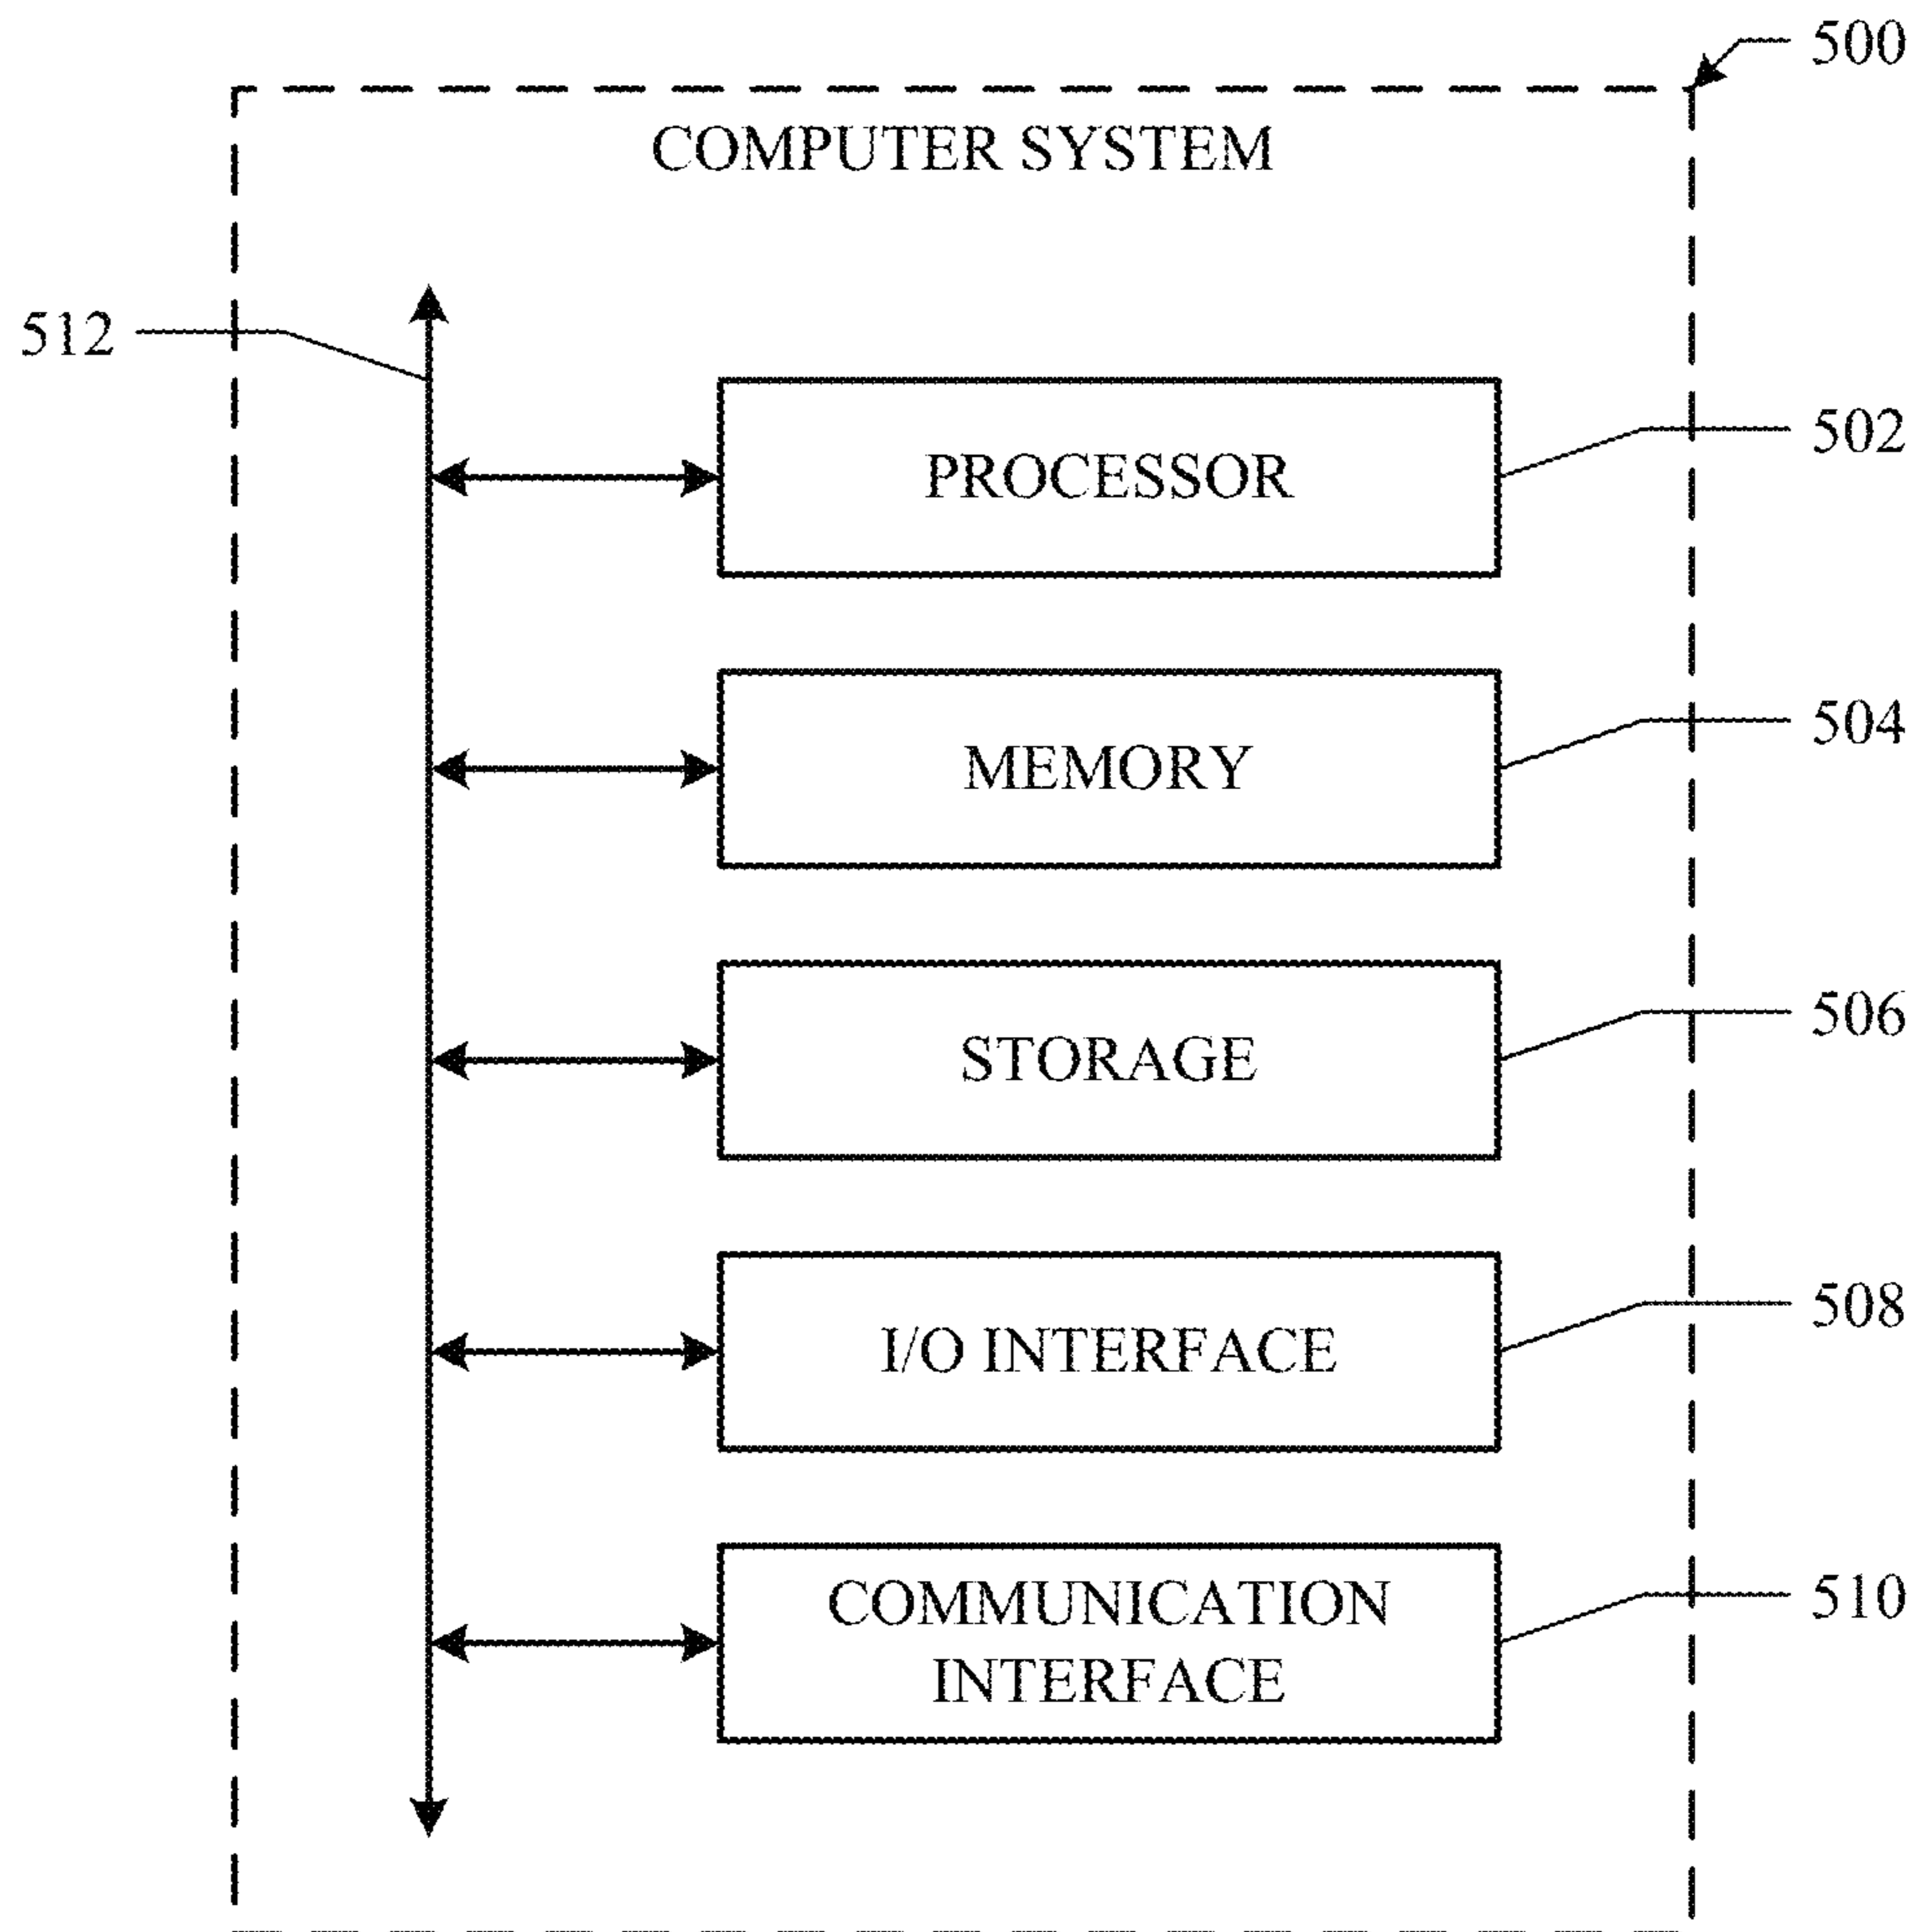 500
COMPUTER SYSTEM
512
502
PROCESSOR
504
MEMORY
506
STORAGE
508
I/O INTERFACE
510
COMMUNICATION
INTERFACE